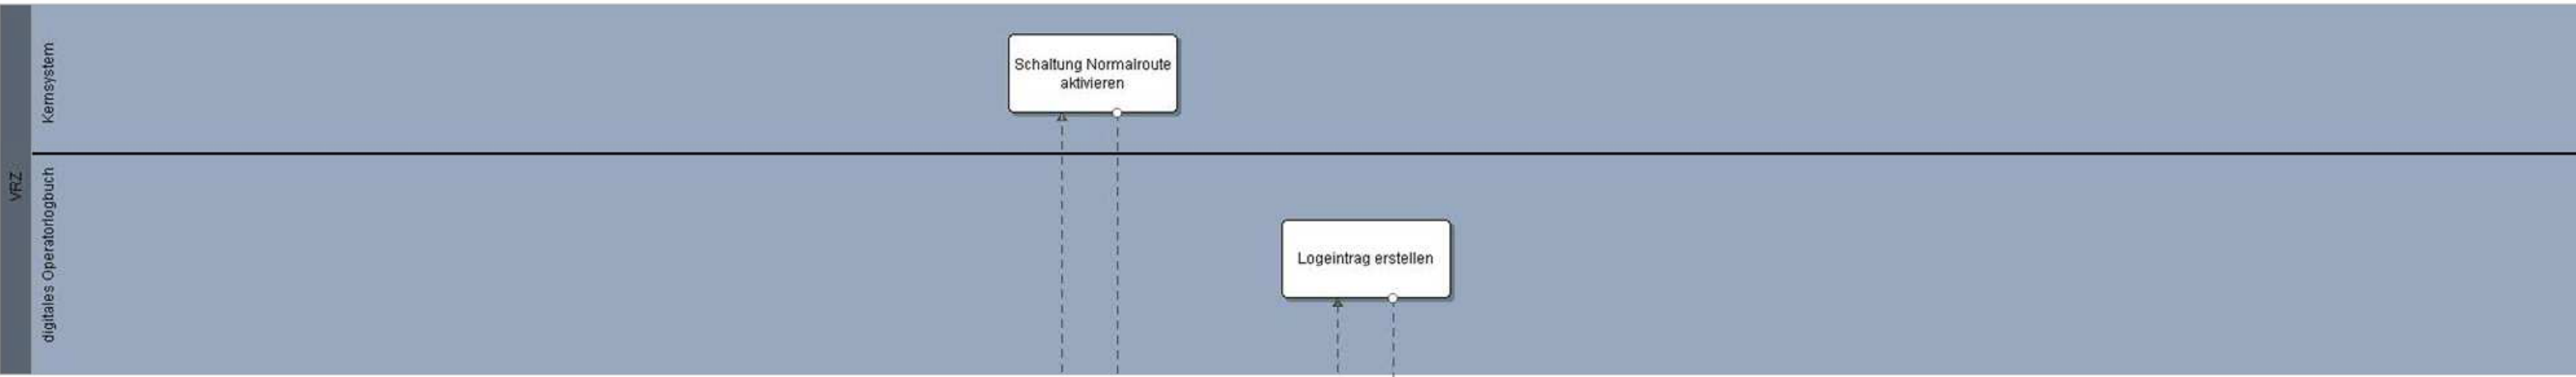 VRZ
Kernsystem
Schaltung Normalroute
aktivieren
digitales Operatorlogbuch
Logeintrag erstellen